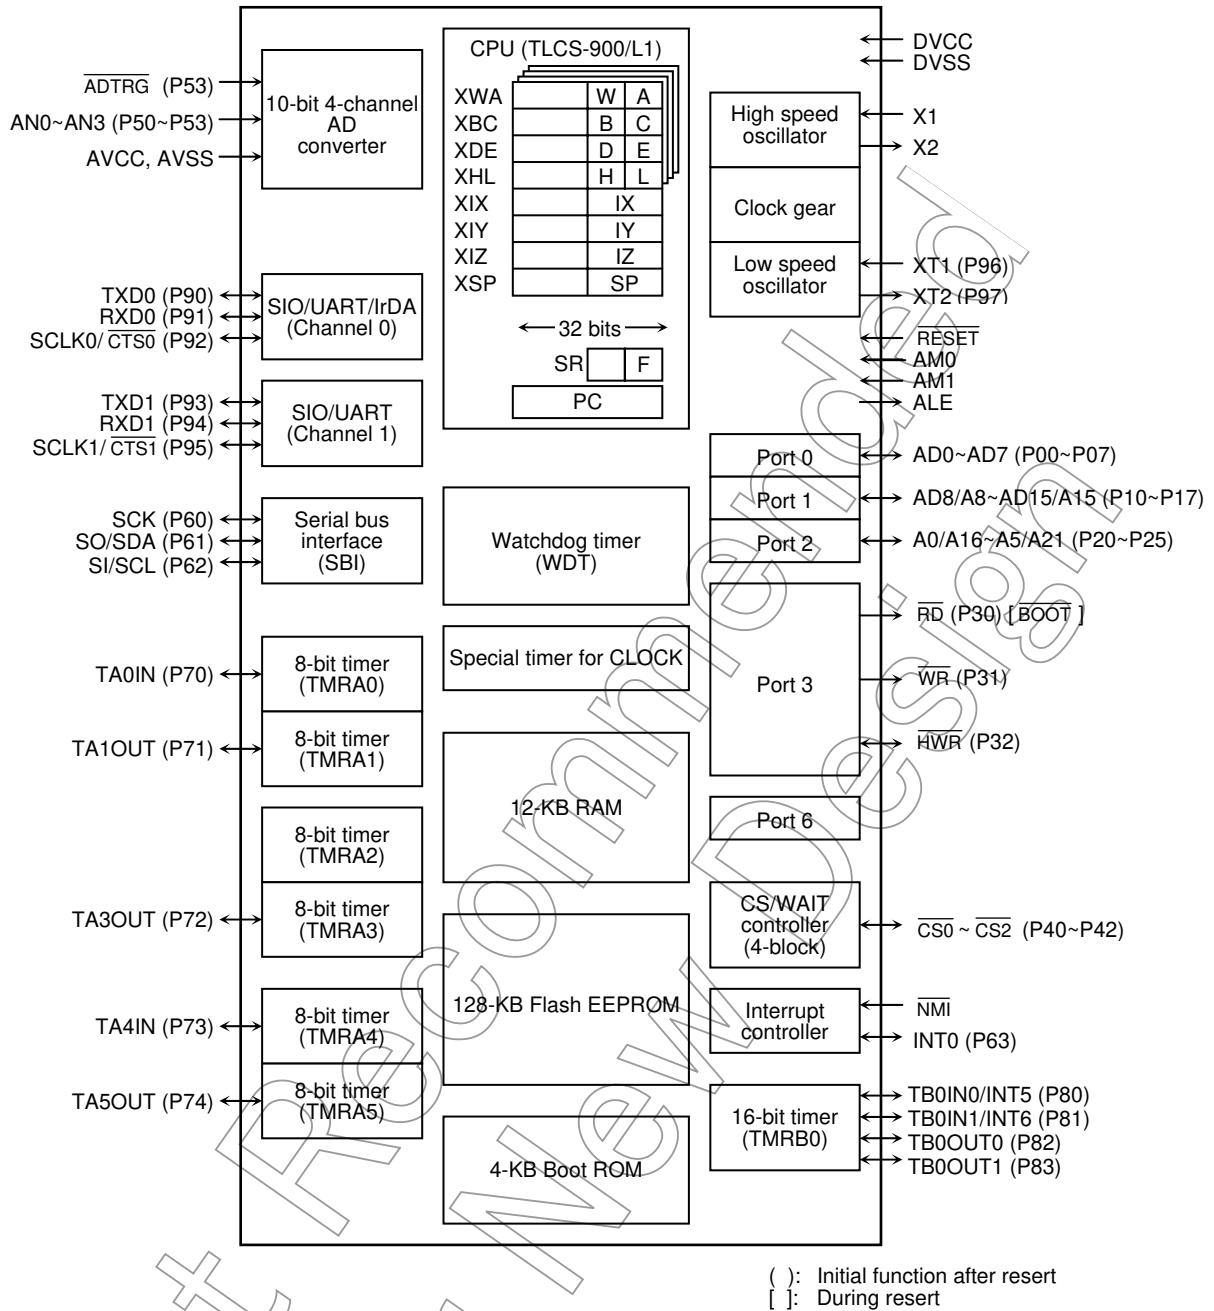 CPU (TLCS-900/L1)
XWA W A
XBC B C
XDE D E
XHL H L
XIX IX
XIY IY
XIZ IZ
XSP SP
32 bits
SR F
PC
ADTRG (P53)
AN0~AN3 (P50~P53)
AVCC, AVSS
10-bit 4-channel
AD
converter
TXD0 (P90)
RXD0 (P91)
SCLK0/ CTS0 (P92)
SIO/UART/IrDA
(Channel 0)
TXD1 (P93)
RXD1 (P94)
SCLK1/ CTS1 (P95)
SIO/UART
(Channel 1)
SCK (P60)
SO/SDA (P61)
SI/SCL (P62)
Serial bus
interface
(SBI)
TA0IN (P70)
8-bit timer
(TMRA0)
TA1OUT (P71)
8-bit timer
(TMRA1)
8-bit timer
(TMRA2)
TA3OUT (P72)
8-bit timer
(TMRA3)
TA4IN (P73)
8-bit timer
(TMRA4)
TA5OUT (P74)
8-bit timer
(TMRA5)
Watchdog timer
(WDT)
Special timer for CLOCK
12-KB RAM
128-KB Flash EEPROM
4-KB Boot ROM
DVCC
DVSS
High speed
oscillator
X1
X2
Clock gear
Low speed
oscillator
XT1 (P96)
XT2 (P97)
RESET
AM0
AM1
ALE
Port 0
AD0~AD7 (P00~P07)
Port 1
AD8/A8~AD15/A15 (P10~P17)
Port 2
A0/A16~A5/A21 (P20~P25)
Port 3
RD (P30) [ BOOT ]
WR (P31)
HWR (P32)
Port 6
CS/WAIT
controller
(4-block)
CS0 ~ CS2 (P40~P42)
Interrupt
controller
NMI
INT0 (P63)
16-bit timer
(TMRB0)
TB0IN0/INT5 (P80)
TB0IN1/INT6 (P81)
TB0OUT0 (P82)
TB0OUT1 (P83)
( ): Initial function after resert
[ ]: During resert
Recommended
New Design